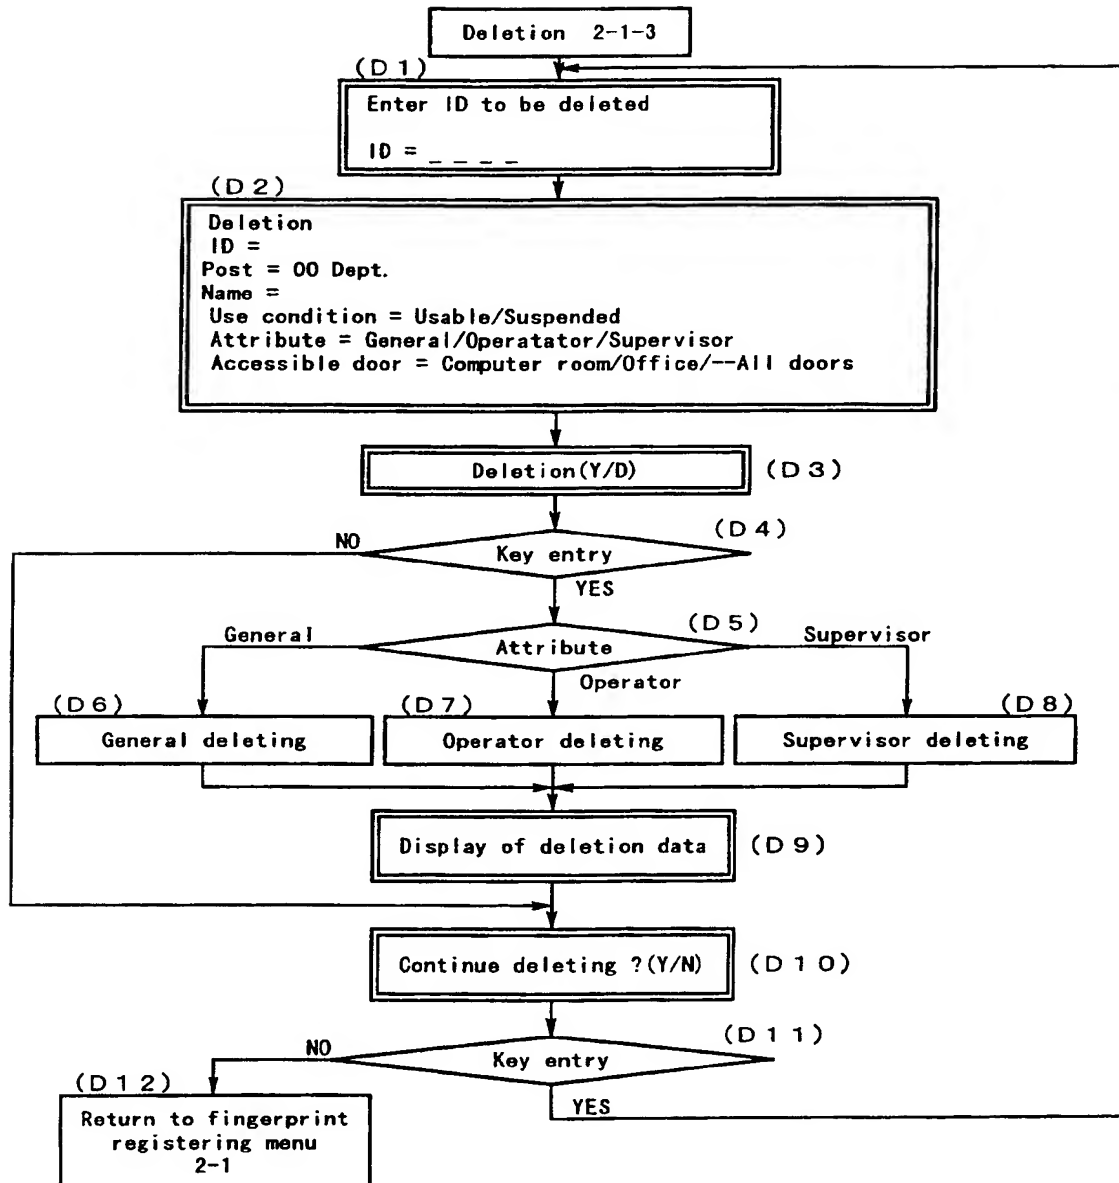 Deletion 2-1-3
(D1)
Enter ID to be deleted
ID = _ _ _ _
(D2)
Deletion
ID =
Post = OO Dept.
Name =
Use condition = Usable/Suspended
Attribute = General/Operatator/Supervisor
Accessible door = Computer room/Office/--All doors
Deletion(Y/D) (D3)
(D4)
NO Key entry
YES
(D5)
General Attribute Supervisor
Operator
(D6) (D7) (D8)
General deleting Operator deleting Supervisor deleting
Display of deletion data (D9)
Continue deleting ?(Y/N) (D10)
(D11)
NO Key entry
YES
(D12)
Return to fingerprint
registering menu
2-1